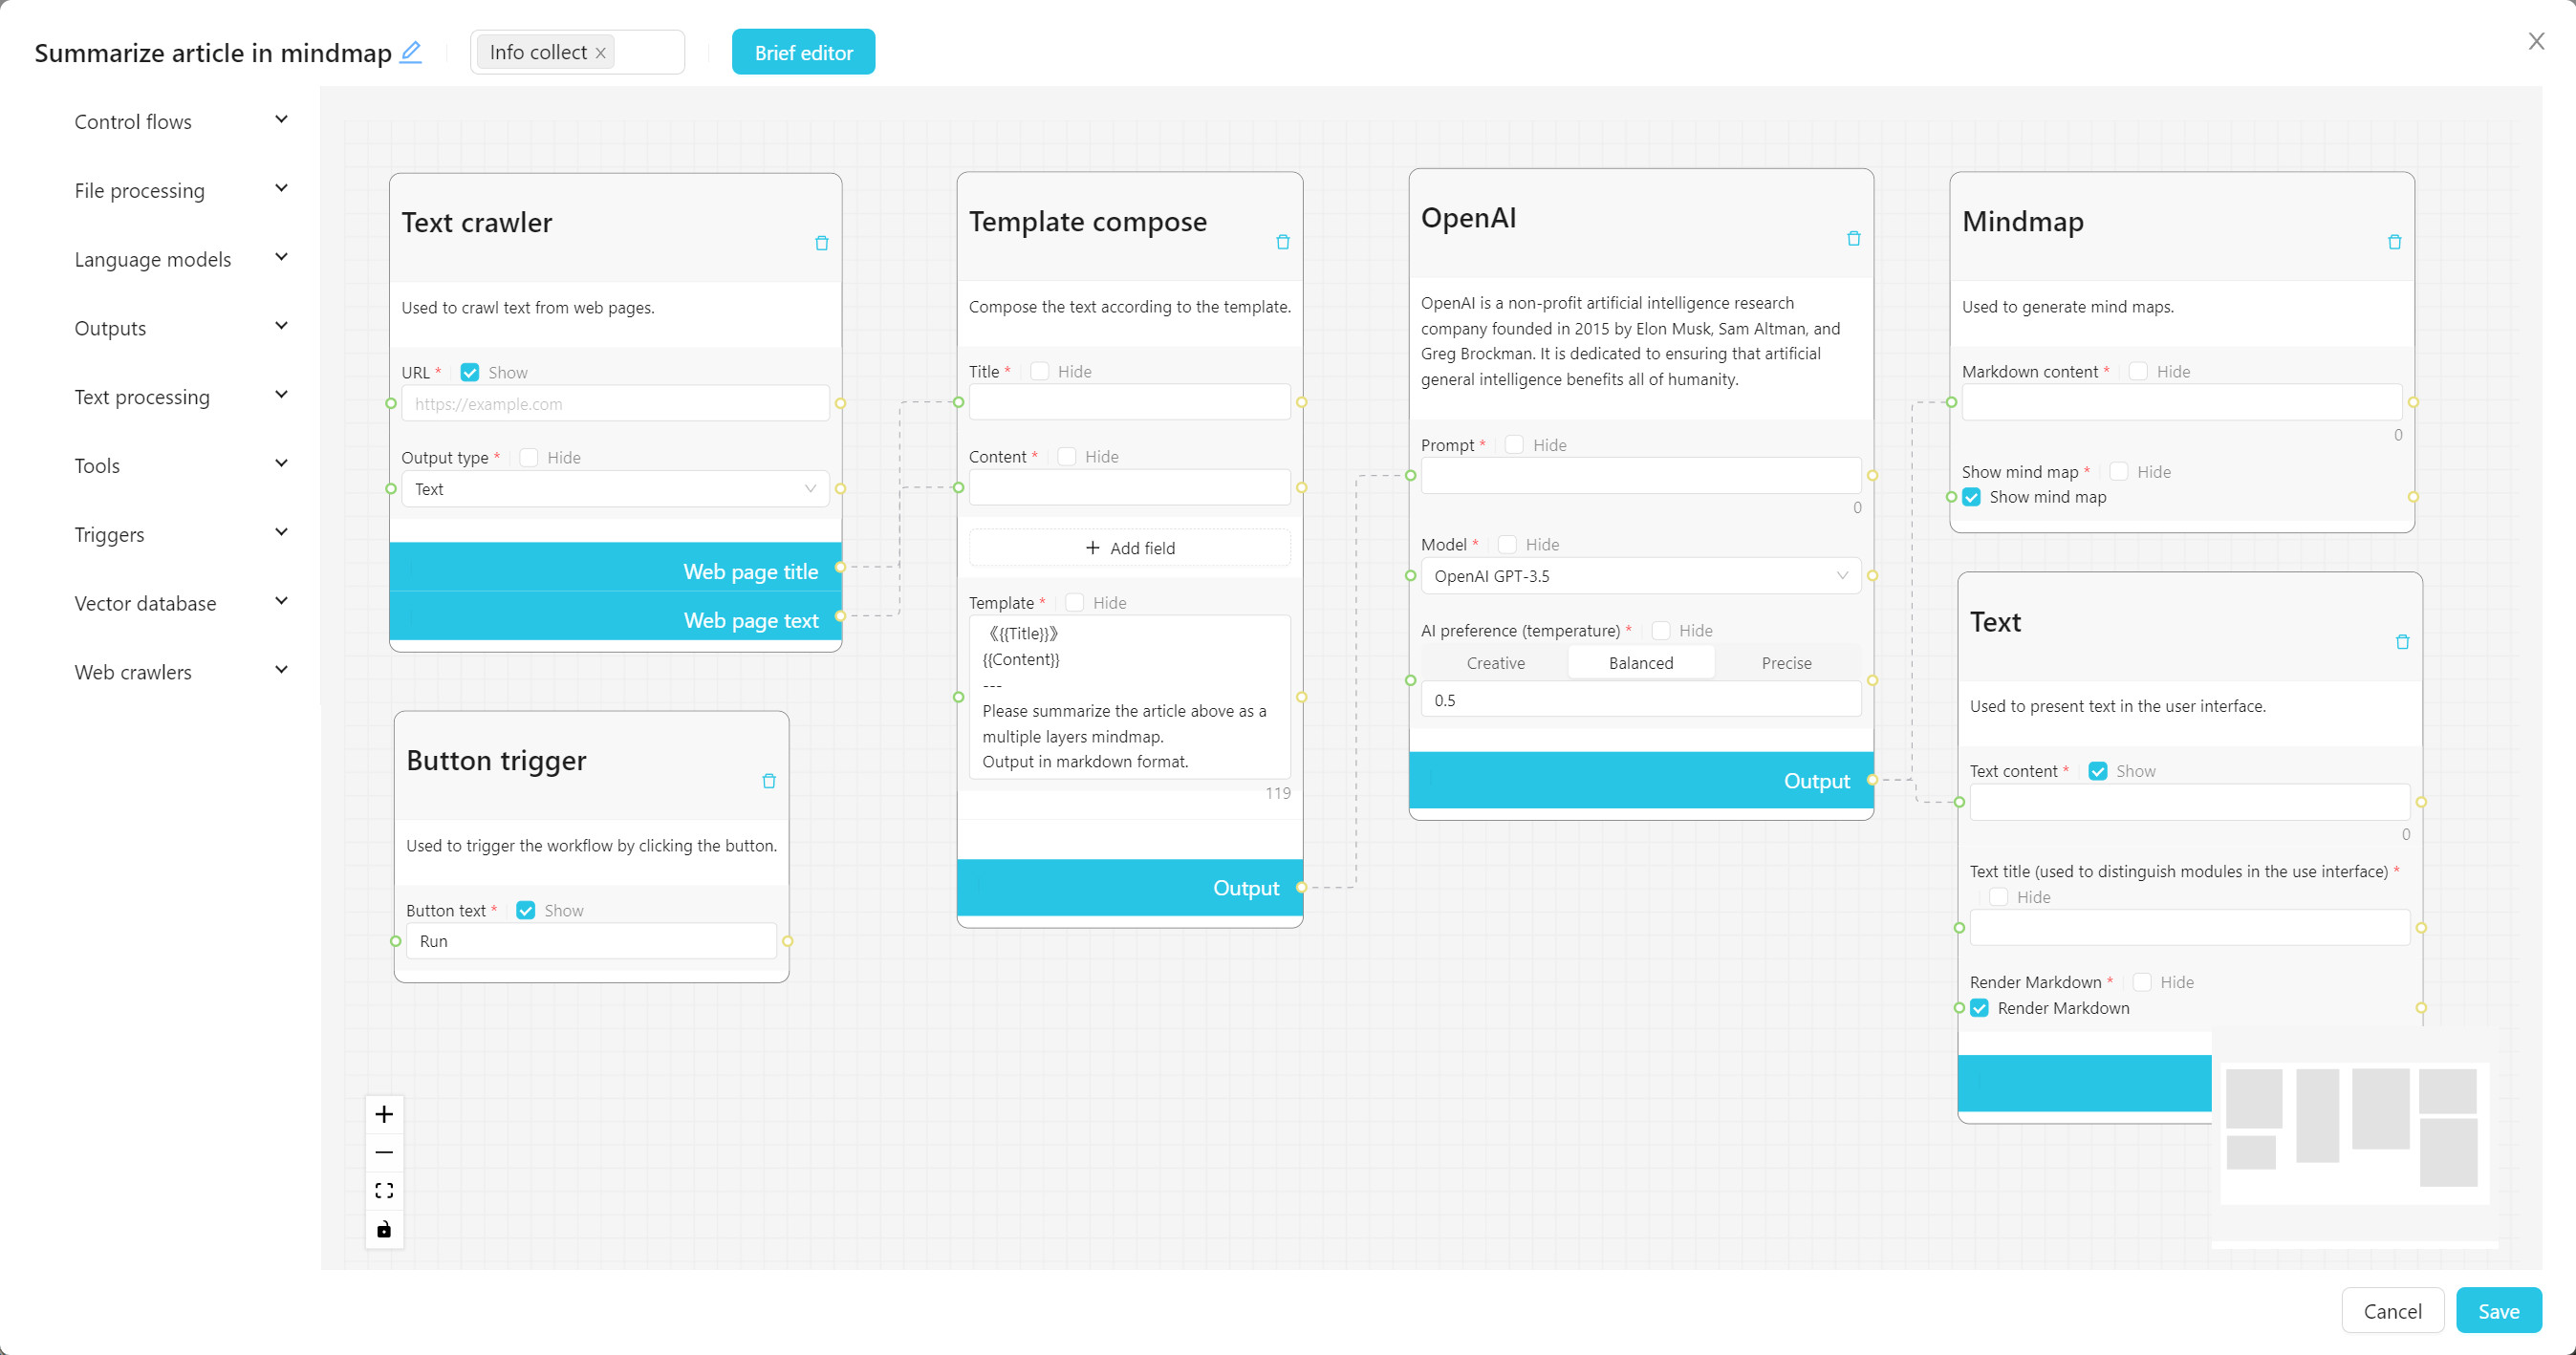 Summarize article in mindmap
Info collect
Brief editor
Control flows
File processing
Language models
Outputs
Text processing
Tools
Triggers
Vector database
Web crawlers
Text crawler
Used to crawl text from web pages.
URL * Show
https://example.com
Output type * Hide
Text
Web page title
Web page text
Button trigger
Used to trigger the workflow by clicking the button.
Button text * Show
Run
Template compose
Compose the text according to the template.
Title * Hide
Content * Hide
+ Add field
Template * Hide
《{{Title}}》
{{Content}}
---
Please summarize the article above as a
multiple layers mindmap.
Output in markdown format.
119
Output
OpenAI
OpenAI is a non-profit artificial intelligence research
company founded in 2015 by Elon Musk, Sam Altman, and
Greg Brockman. It is dedicated to ensuring that artificial
general intelligence benefits all of humanity.
Prompt * Hide
0
Model * Hide
OpenAI GPT-3.5
AI preference (temperature) * Hide
Creative Balanced Precise
0.5
Output
Mindmap
Used to generate mind maps.
Markdown content * Hide
0
Show mind map * Hide
Show mind map
Text
Used to present text in the user interface.
Text content * Show
0
Text title (used to distinguish modules in the use interface) *
Hide
Render Markdown * Hide
Render Markdown
Cancel
Save